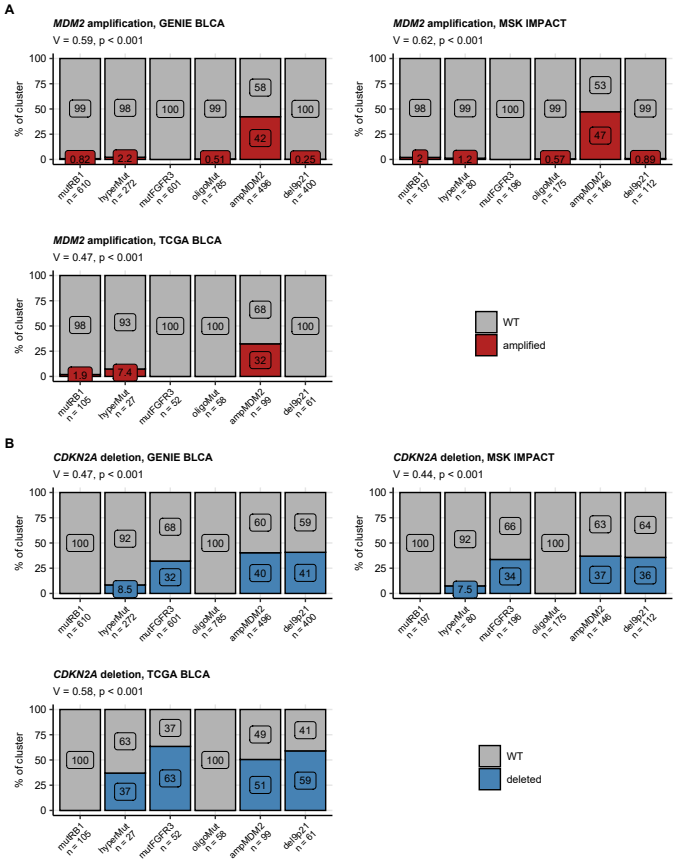 A
MDM2 amplification, GENIE BLCA
V = 0.59, p < 0.001
% of cluster
100
75
50
25
0
99
98
100
99
58
100
0.82
2.2
0.51
42
0.25
mutRB1
n = 610
hyperMut
n = 272
mutFGFR3
n = 601
oligoMut
n = 785
ampMDM2
n = 496
del9p21
n = 400
MDM2 amplification, MSK IMPACT
V = 0.62, p < 0.001
% of cluster
100
75
50
25
0
98
99
100
99
53
99
2
1.2
0.57
47
0.89
mutRB1
n = 197
hyperMut
n = 80
mutFGFR3
n = 196
oligoMut
n = 175
ampMDM2
n = 146
del9p21
n = 112
MDM2 amplification, TCGA BLCA
V = 0.47, p < 0.001
% of cluster
100
75
50
25
0
98
93
100
100
68
100
1.9
7.4
32
mutRB1
n = 105
hyperMut
n = 27
mutFGFR3
n = 52
oligoMut
n = 58
ampMDM2
n = 99
del9p21
n = 61
WT
amplified
B
CDKN2A deletion, GENIE BLCA
V = 0.47, p < 0.001
% of cluster
100
75
50
25
0
100
92
68
100
60
59
8.5
32
40
41
mutRB1
n = 610
hyperMut
n = 272
mutFGFR3
n = 601
oligoMut
n = 785
ampMDM2
n = 496
del9p21
n = 400
CDKN2A deletion, MSK IMPACT
V = 0.44, p < 0.001
% of cluster
100
75
50
25
0
100
92
66
100
63
64
7.5
34
37
36
mutRB1
n = 197
hyperMut
n = 80
mutFGFR3
n = 196
oligoMut
n = 175
ampMDM2
n = 146
del9p21
n = 112
CDKN2A deletion, TCGA BLCA
V = 0.58, p < 0.001
% of cluster
100
75
50
25
0
100
63
37
100
49
41
37
63
51
59
mutRB1
n = 105
hyperMut
n = 27
mutFGFR3
n = 52
oligoMut
n = 58
ampMDM2
n = 99
del9p21
n = 61
WT
deleted